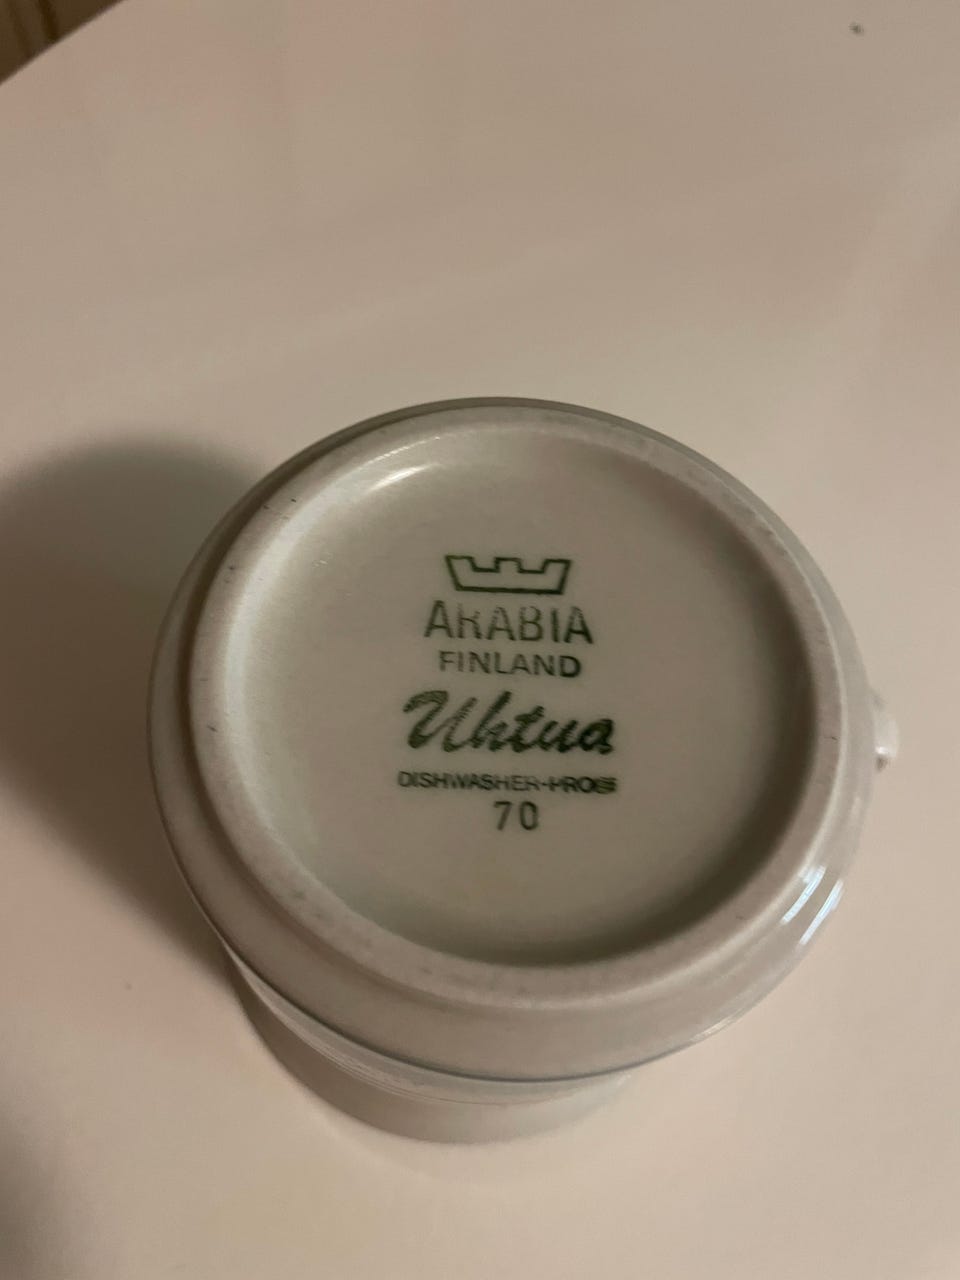 ARABIA
FINLAND
Uhtua
DISHWASHER-PROOF
70